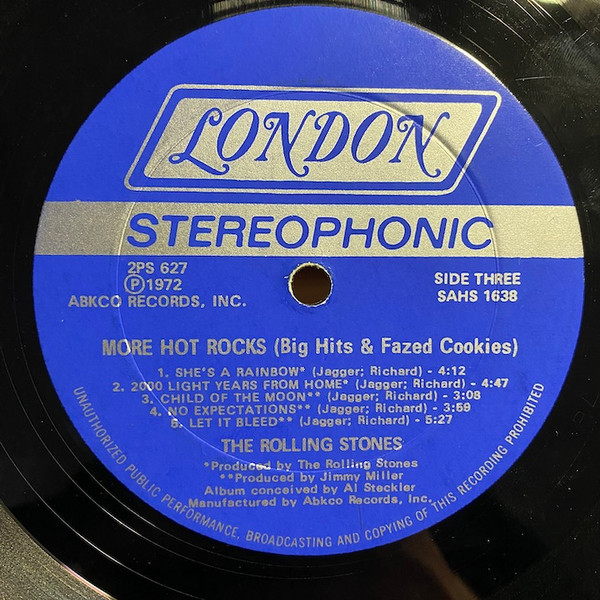 LONDON
STEREOPHONIC
2PS 627
Ⓟ1972
ABKCO RECORDS, INC.
SIDE THREE
SAHS 1638
MORE HOT ROCKS (Big Hits & Fazed Cookies)
1. SHE'S A RAINBOW* (Jagger; Richard) - 4:12
2. 2000 LIGHT YEARS FROM HOME* (Jagger; Richard) - 4:47
3. CHILD OF THE MOON** (Jagger; Richard) - 3:08
4. NO EXPECTATIONS** (Jagger; Richard) - 3:59
5. LET IT BLEED** (Jagger; Richard) - 5:27
THE ROLLING STONES
*Produced by The Rolling Stones
**Produced by Jimmy Miller
Album conceived by Al Steckler
Manufactured by Abkco Records, Inc.
UNAUTHORIZED PUBLIC PERFORMANCE, BROADCASTING AND COPYING OF THIS RECORDING PROHIBITED